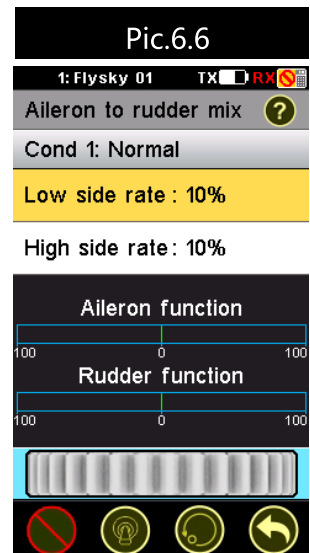 Pic.6.6
1: Flysky 01 TX RX
Aileron to rudder mix ?
Cond 1: Normal
Low side rate : 10%
High side rate: 10%
Aileron function
100 0 100
Rudder function
100 0 100